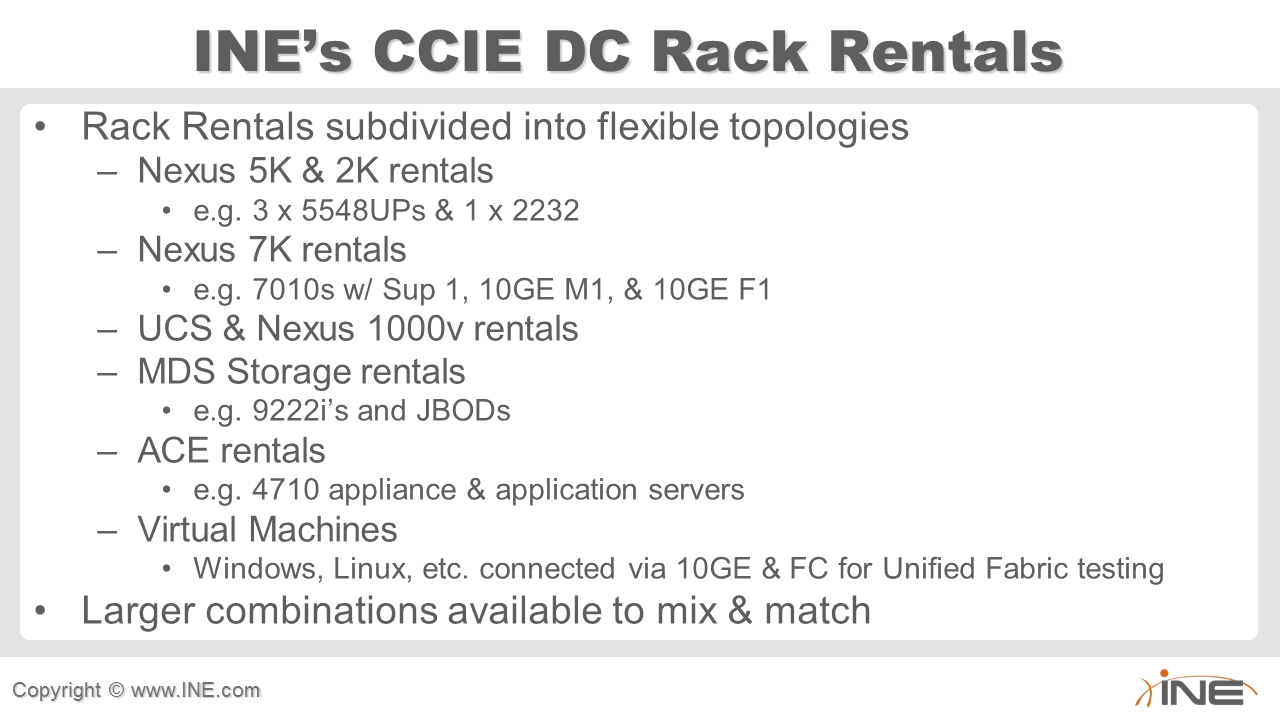 INE’s CCIE DC Rack Rentals
• Rack Rentals subdivided into flexible topologies
– Nexus 5K & 2K rentals
• e.g. 3 x 5548UPs & 1 x 2232
– Nexus 7K rentals
• e.g. 7010s w/ Sup 1, 10GE M1, & 10GE F1
– UCS & Nexus 1000v rentals
– MDS Storage rentals
• e.g. 9222i’s and JBODs
– ACE rentals
• e.g. 4710 appliance & application servers
– Virtual Machines
• Windows, Linux, etc. connected via 10GE & FC for Unified Fabric testing
• Larger combinations available to mix & match
Copyright © www.INE.com
INE